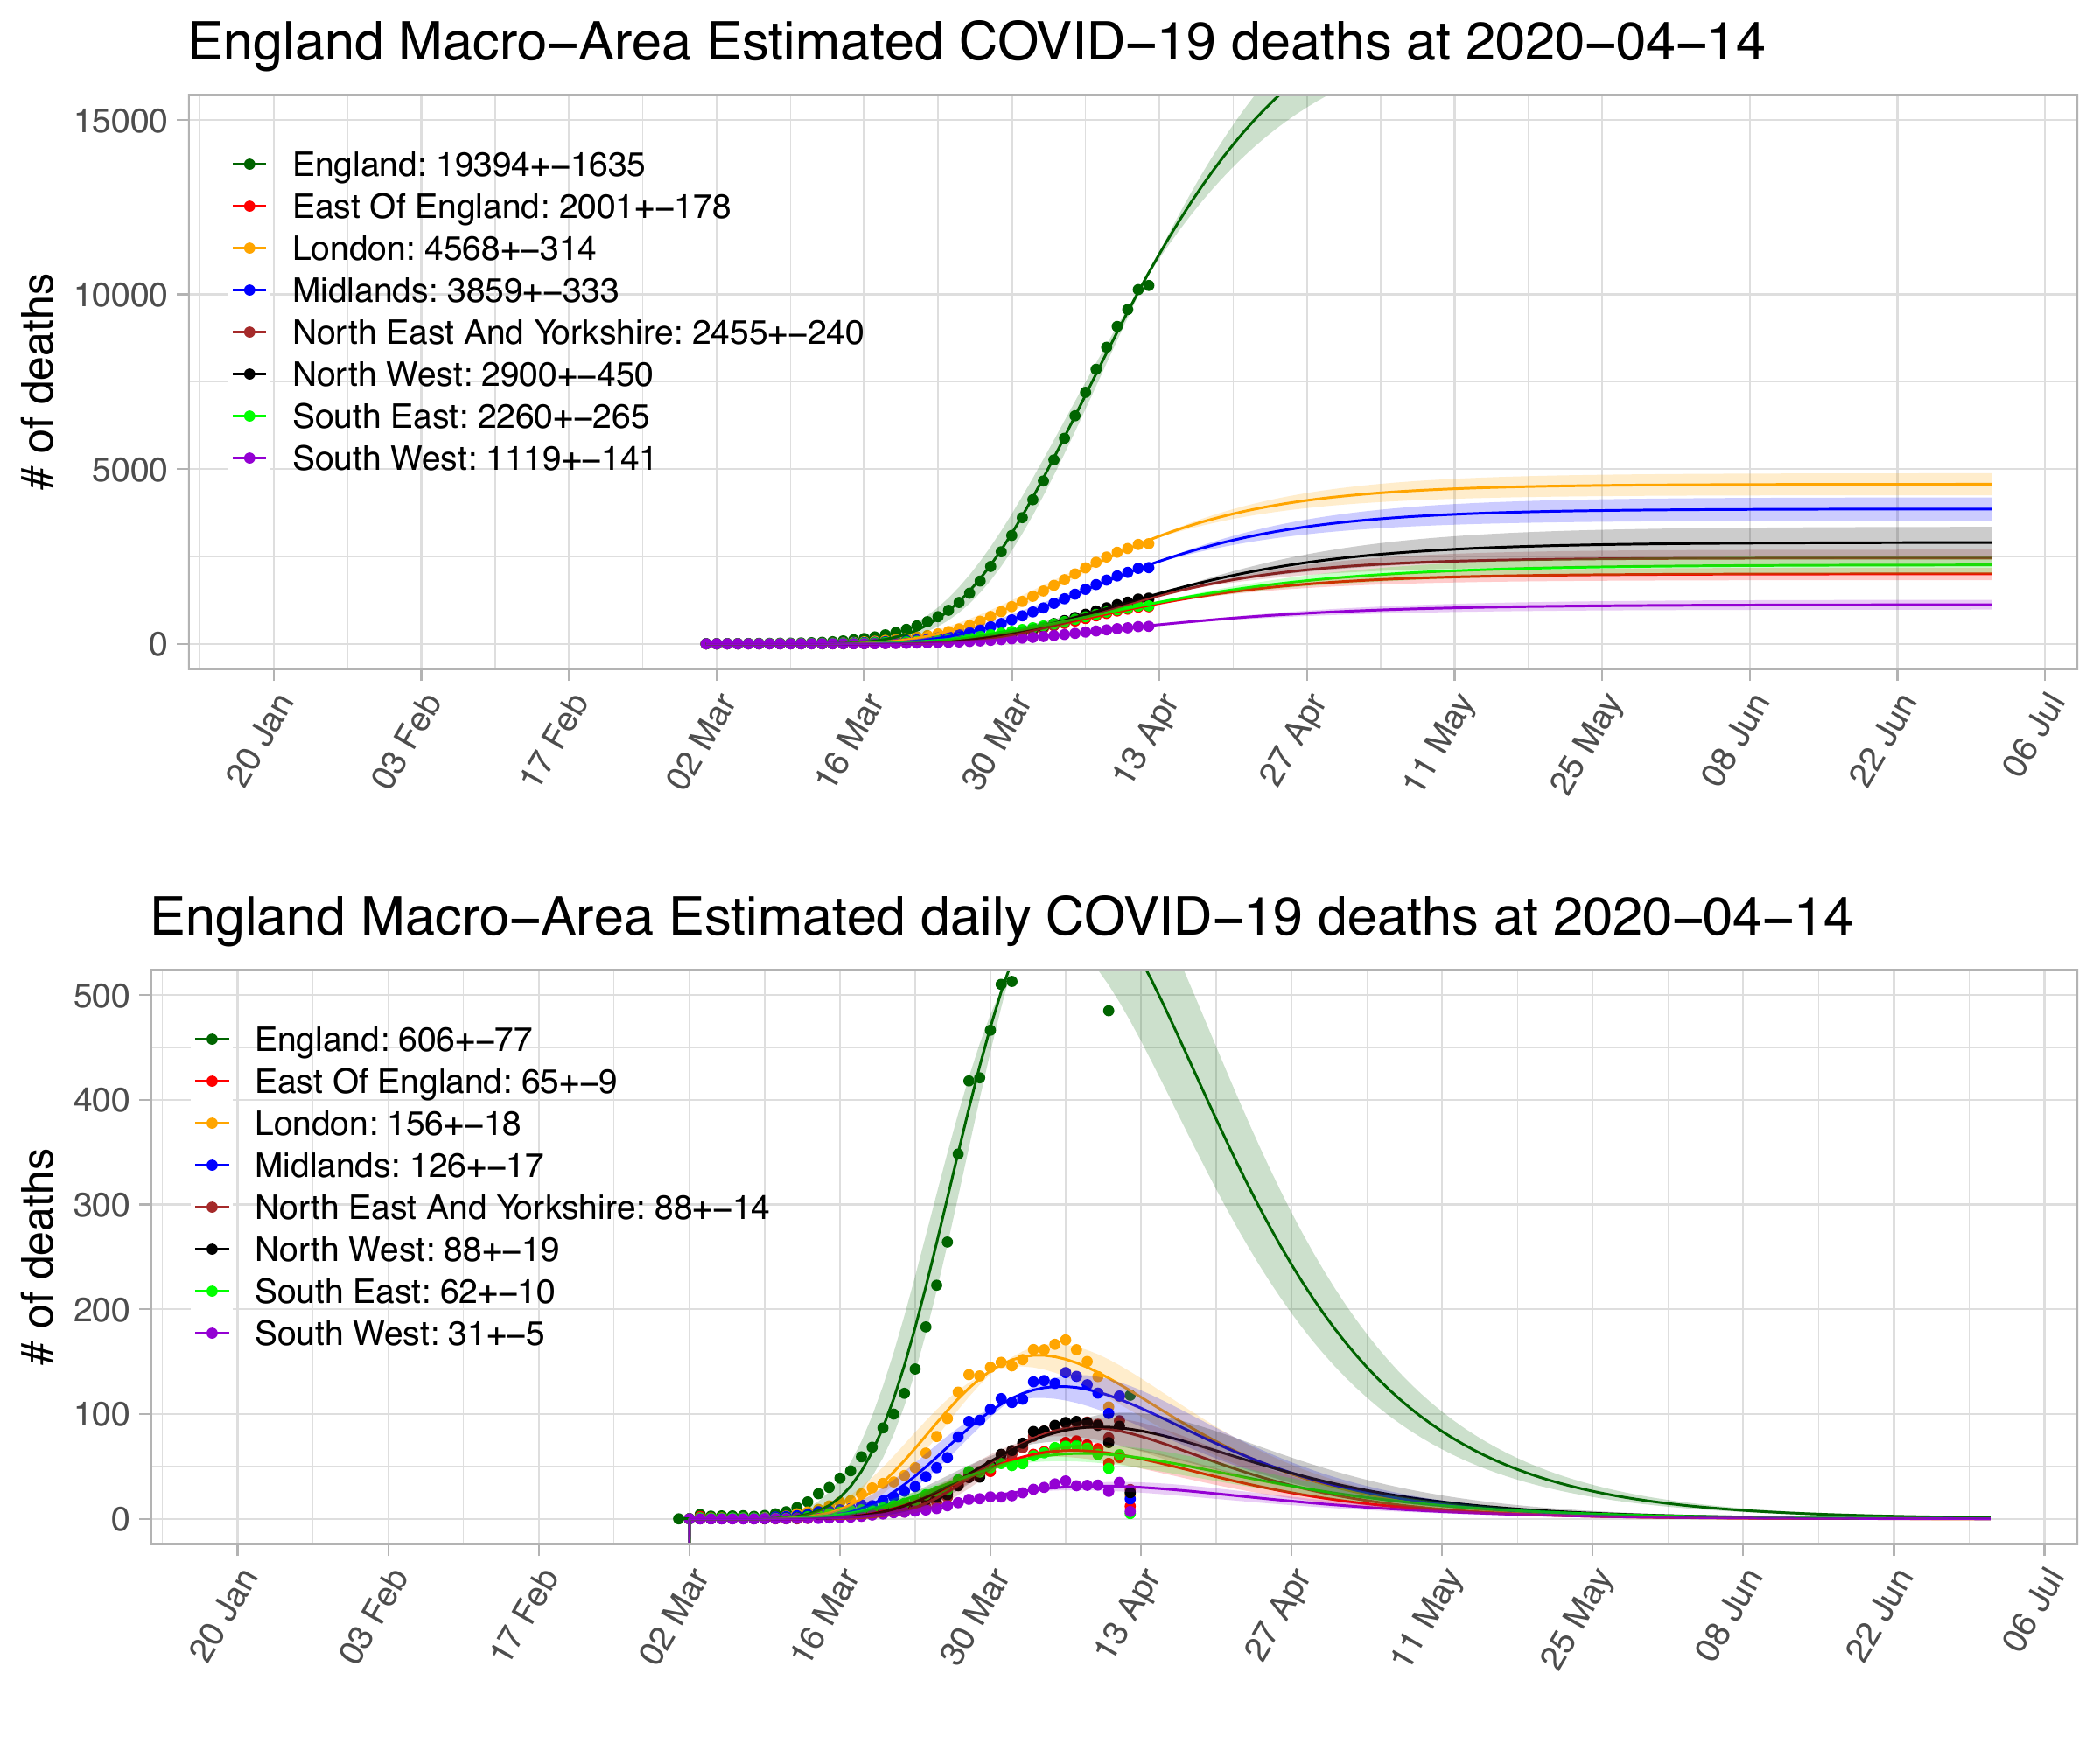 England Macro−Area Estimated COVID−19 deaths at 2020−04−14
# of deaths
15000
10000
5000
0
England: 19394+−1635
East Of England: 2001+−178
London: 4568+−314
Midlands: 3859+−333
North East And Yorkshire: 2455+−240
North West: 2900+−450
South East: 2260+−265
South West: 1119+−141
20 Jan
03 Feb
17 Feb
02 Mar
16 Mar
30 Mar
13 Apr
27 Apr
11 May
25 May
08 Jun
22 Jun
06 Jul
England Macro−Area Estimated daily COVID−19 deaths at 2020−04−14
# of deaths
500
400
300
200
100
0
England: 606+−77
East Of England: 65+−9
London: 156+−18
Midlands: 126+−17
North East And Yorkshire: 88+−14
North West: 88+−19
South East: 62+−10
South West: 31+−5
20 Jan
03 Feb
17 Feb
02 Mar
16 Mar
30 Mar
13 Apr
27 Apr
11 May
25 May
08 Jun
22 Jun
06 Jul